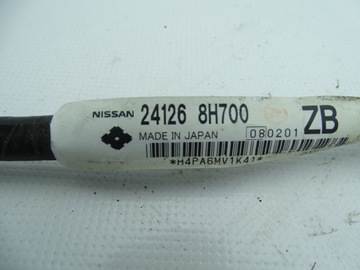 NISSAN 24126 8H700
MADE IN JAPAN 080201 ZB
*H4PA6MV1K41*